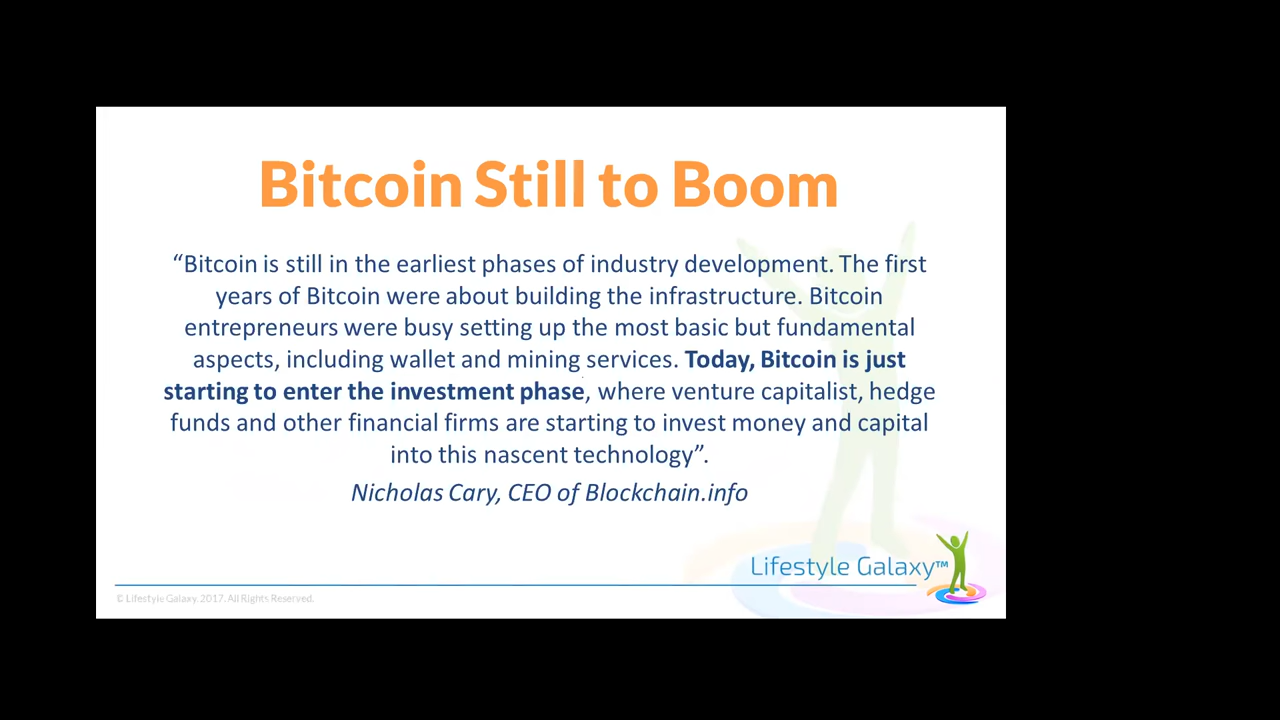 Bitcoin Still to Boom
“Bitcoin is still in the earliest phases of industry development. The first
years of Bitcoin were about building the infrastructure. Bitcoin
entrepreneurs were busy setting up the most basic but fundamental
aspects, including wallet and mining services. Today, Bitcoin is just
starting to enter the investment phase, where venture capitalist, hedge
funds and other financial firms are starting to invest money and capital
into this nascent technology”.
Nicholas Cary, CEO of Blockchain.info
Lifestyle Galaxy™
© Lifestyle Galaxy. 2017. All Rights Reserved.